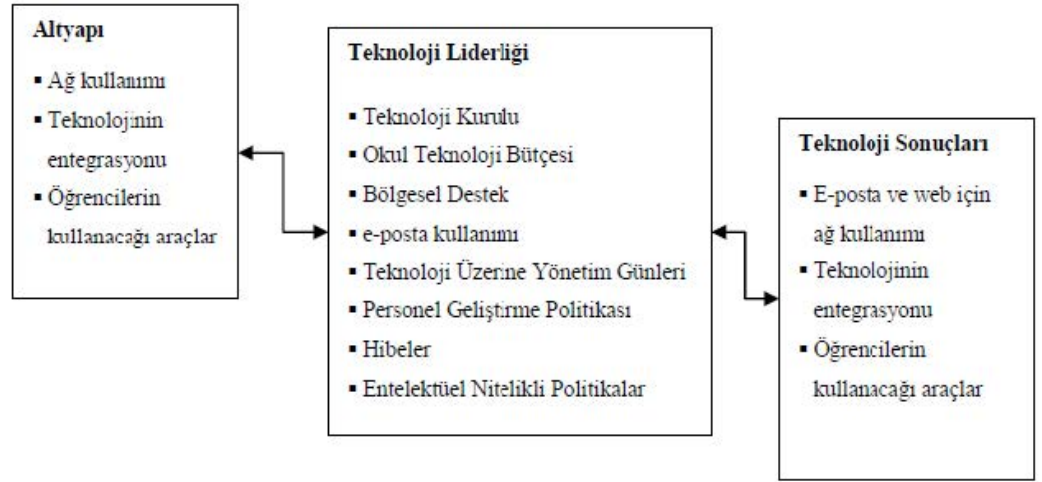 Altyapı
▪ Ağ kullanımı
▪ Teknolojinin
entegrasyonu
▪ Öğrencilerin
kullanacağı araçlar
Teknoloji Liderliği
▪ Teknoloji Kurulu
▪ Okul Teknoloji Bütçesi
▪ Bölgesel Destek
▪ e-posta kullanımı
▪ Teknoloji Üzerine Yönetim Günleri
▪ Personel Geliştirme Politikası
▪ Hibeler
▪ Entelektüel Nitelikli Politikalar
Teknoloji Sonuçları
▪ E-posta ve web için
ağ kullanımı
▪ Teknolojinin
entegrasyonu
▪ Öğrencilerin
kullanacağı araçlar